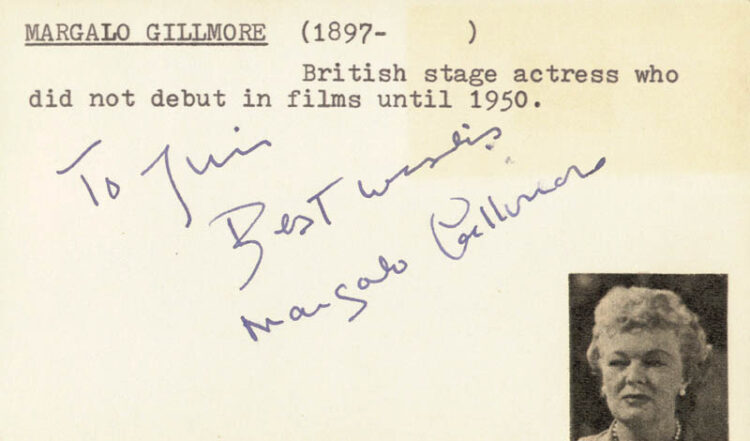 MARGALO GILLMORE (1897-     )
British stage actress who
did not debut in films until 1950.
To
Best wishes
Margalo Gillmore